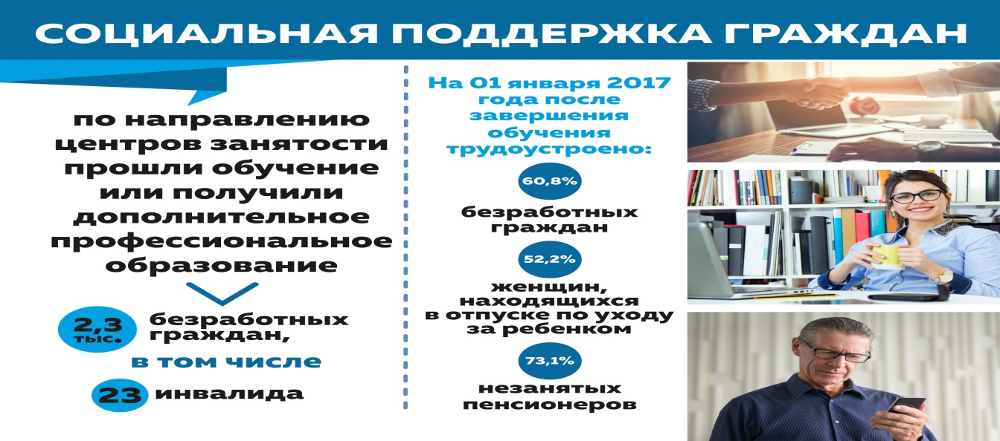 СОЦИАЛЬНАЯ ПОДДЕРЖКА ГРАЖДАН
по направлению
центров занятости
прошли обучение
или получили
дополнительное
профессиональное
образование
2,3
тыс.
безработных
граждан,
в том числе
23 инвалида
На 01 января 2017
года после
завершения
обучения
трудоустроено:
60,8%
безработных
граждан
52,2%
женщин,
находящихся
в отпуске по уходу
за ребенком
73,1%
незанятых
пенсионеров